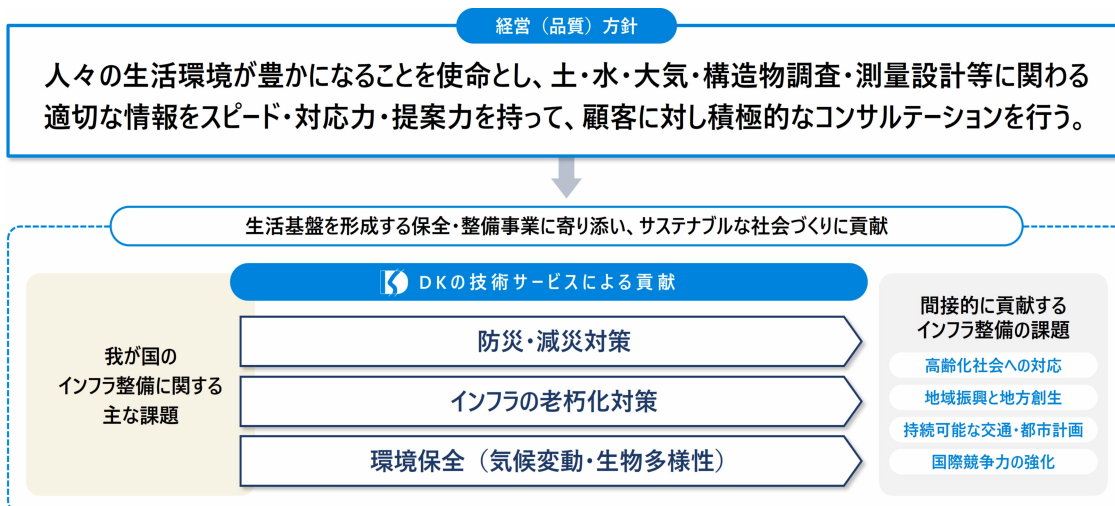 経営（品質）方針
人々の生活環境が豊かになることを使命とし、土・水・大気・構造物調査・測量設計等に関わる
適切な情報をスピード・対応力・提案力を持って、顧客に対し積極的なコンサルテーションを行う。
生活基盤を形成する保全・整備事業に寄り添い、サステナブルな社会づくりに貢献
DKの技術サービスによる貢献
我が国の
インフラ整備に関する
主な課題
防災・減災対策
インフラの老朽化対策
環境保全（気候変動・生物多様性）
間接的に貢献する
インフラ整備の課題
高齢化社会への対応
地域振興と地方創生
持続可能な交通・都市計画
国際競争力の強化